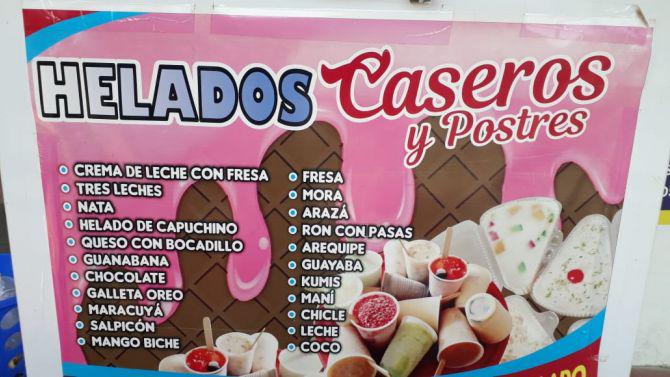 HELADOS Caseros
y Postres
CREMA DE LECHE CON FRESA
TRES LECHES
NATA
HELADO DE CAPUCHINO
QUESO CON BOCADILLO
GUANABANA
CHOCOLATE
GALLETA OREO
MARACUYÁ
SALPICÓN
MANGO BICHE
FRESA
MORA
ARAZÁ
RON CON PASAS
AREQUIPE
GUAYABA
KUMIS
MANÍ
CHICLE
LECHE
COCO